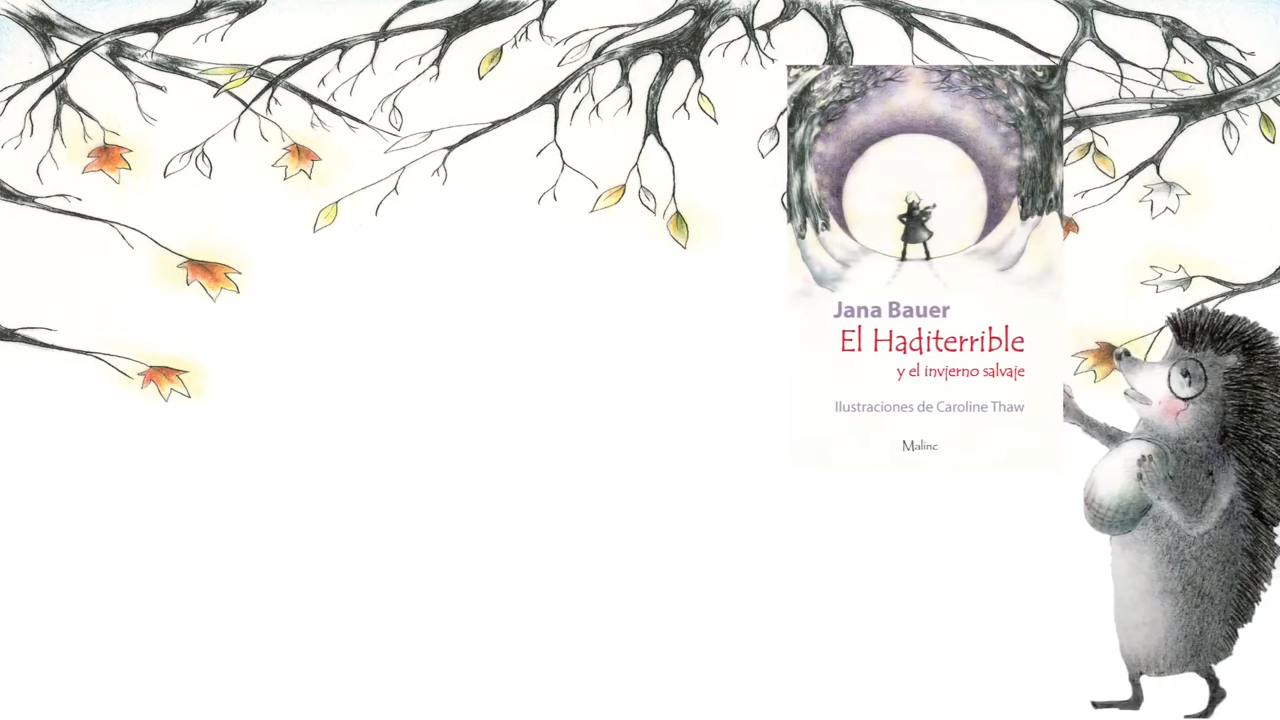 Jana Bauer
El Haditerrible
y el invierno salvaje
Ilustraciones de Caroline Thaw
Malinc